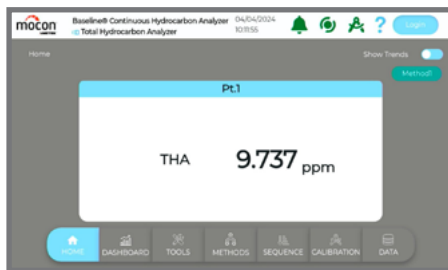 mocon
Baseline® Continuous Hydrocarbon Analyzer
Total Hydrocarbon Analyzer
04/04/2024
10:11:55
?
Login
Home
Show Trends
Method1
Pt.1
THA 9.737 ppm
HOME DASHBOARD TOOLS METHODS SEQUENCE CALIBRATION DATA